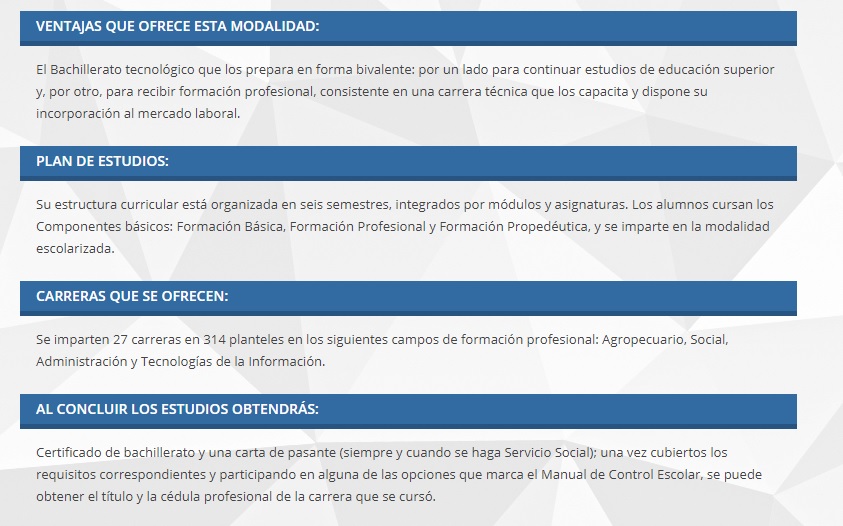 VENTAJAS QUE OFRECE ESTA MODALIDAD:
El Bachillerato tecnológico que los prepara en forma bivalente: por un lado para continuar estudios de educación superior
y, por otro, para recibir formación profesional, consistente en una carrera técnica que los capacita y dispone su
incorporación al mercado laboral.
PLAN DE ESTUDIOS:
Su estructura curricular está organizada en seis semestres, integrados por módulos y asignaturas. Los alumnos cursan los
Componentes básicos: Formación Básica, Formación Profesional y Formación Propedéutica, y se imparte en la modalidad
escolarizada.
CARRERAS QUE SE OFRECEN:
Se imparten 27 carreras en 314 planteles en los siguientes campos de formación profesional: Agropecuario, Social,
Administración y Tecnologías de la Información.
AL CONCLUIR LOS ESTUDIOS OBTENDRÁS:
Certificado de bachillerato y una carta de pasante (siempre y cuando se haga Servicio Social); una vez cubiertos los
requisitos correspondientes y participando en alguna de las opciones que marca el Manual de Control Escolar, se puede
obtener el título y la cédula profesional de la carrera que se cursó.